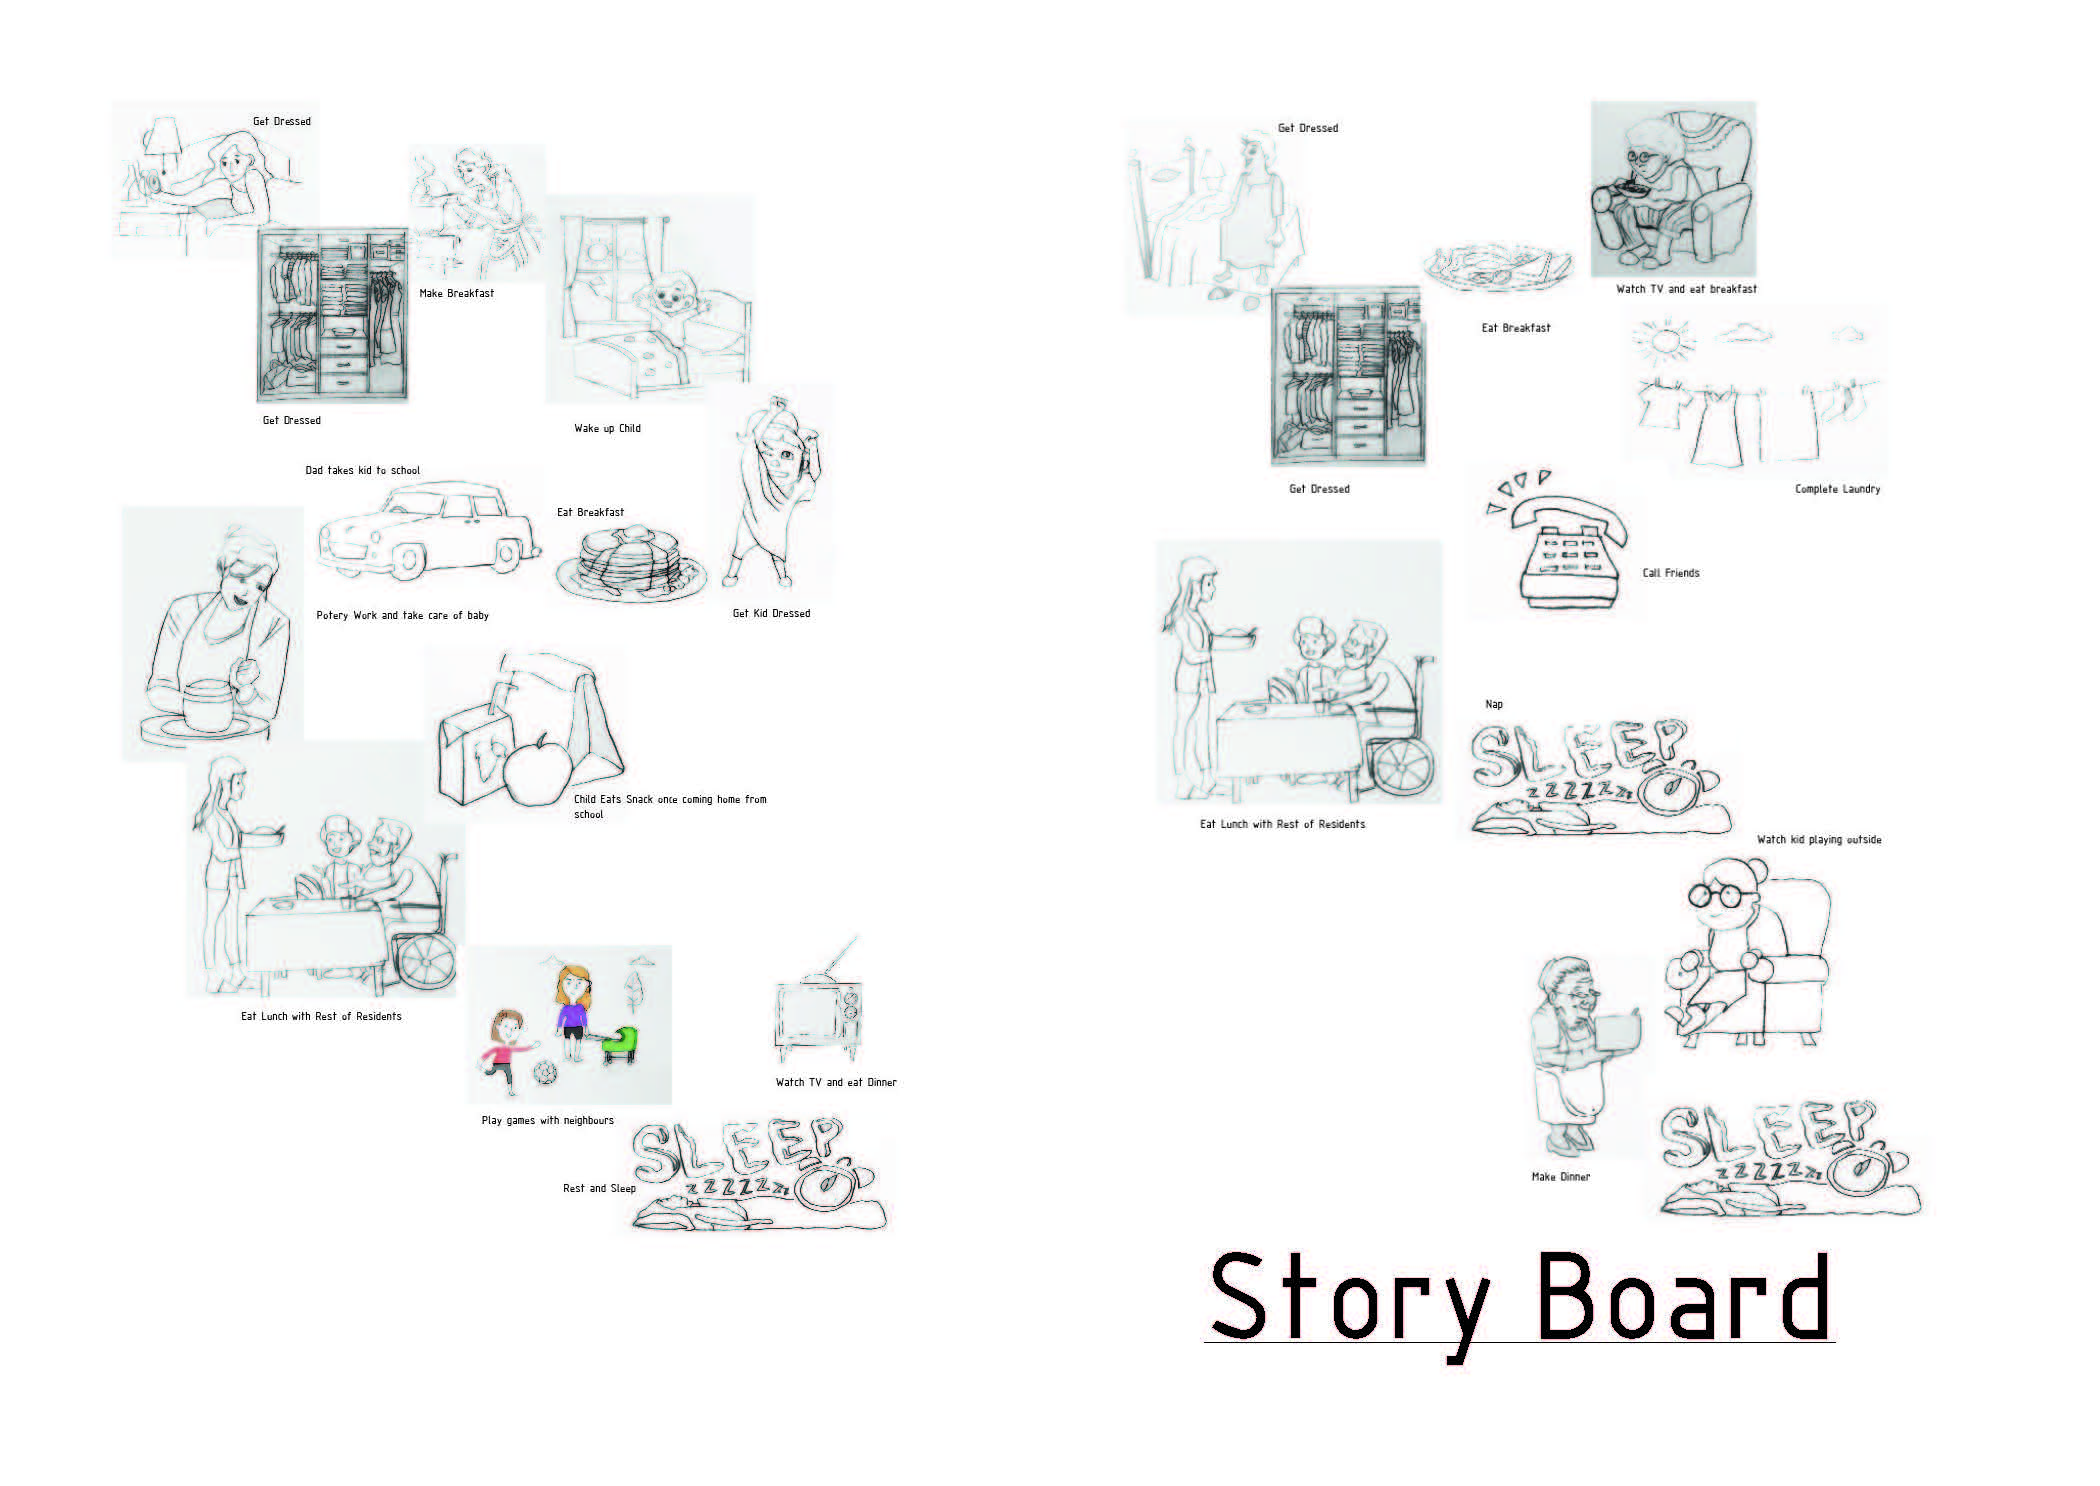 Get Dressed
Make Breakfast
Get Dressed
Wake up Child
Dad takes kid to school
Eat Breakfast
Get Kid Dressed
Potery Work and take care of baby
Child Eats Snack once coming home from
school
Eat Lunch with Rest of Residents
Play games with neighbours
Watch TV and eat Dinner
Rest and Sleep
SLEEP
zzzzzzz
Get Dressed
Watch TV and eat breakfast
Eat Breakfast
Get Dressed
Complete Laundry
Call Friends
Eat Lunch with Rest of Residents
Nap
SLEEP
zzzzzzz
Watch kid playing outside
Make Dinner
SLEEP
zzzzzzz
Story Board